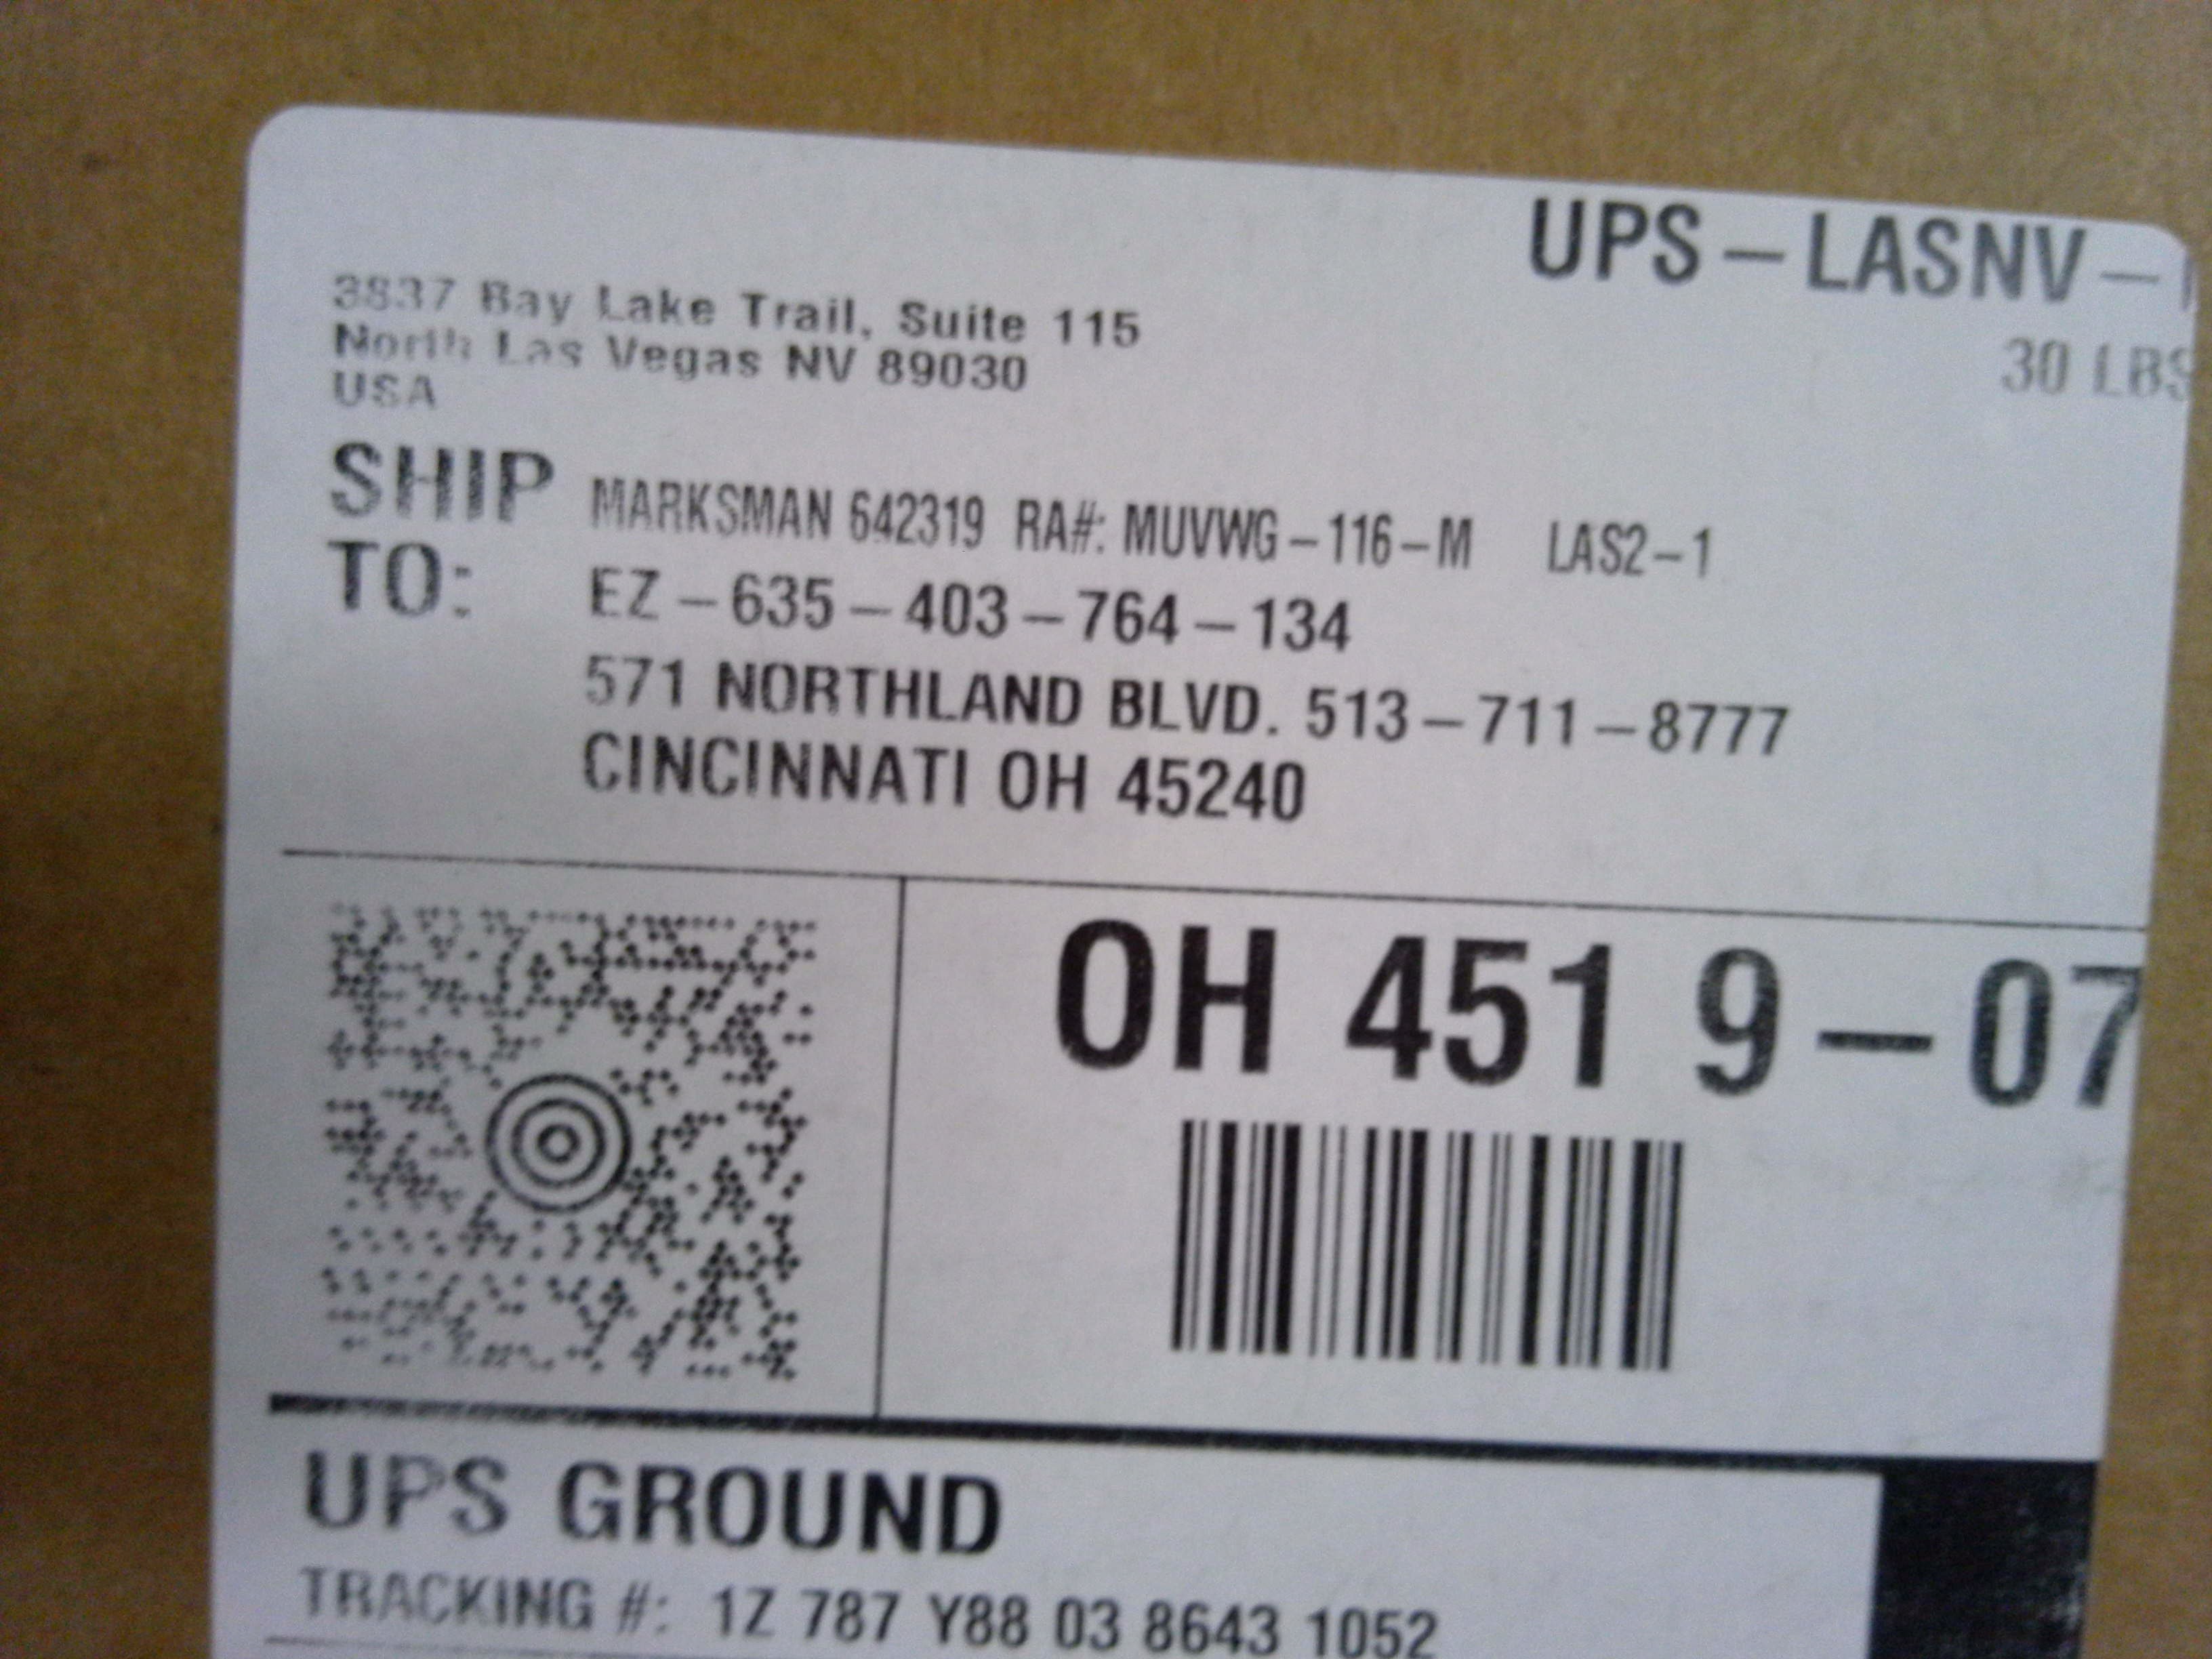 UPS – LASNV –
3837 Bay Lake Trail, Suite 115
North Las Vegas NV 89030
USA
30 LBS
SHIP TO:
MARKSMAN 642319 RA#: MUVWG – 116 – M LAS2 – 1
EZ – 635 – 403 – 764 – 134
571 NORTHLAND BLVD. 513 – 711 – 8777
CINCINNATI OH 45240
OH 451 9 – 07
UPS GROUND
TRACKING #: 1Z 787 Y88 03 8643 1052